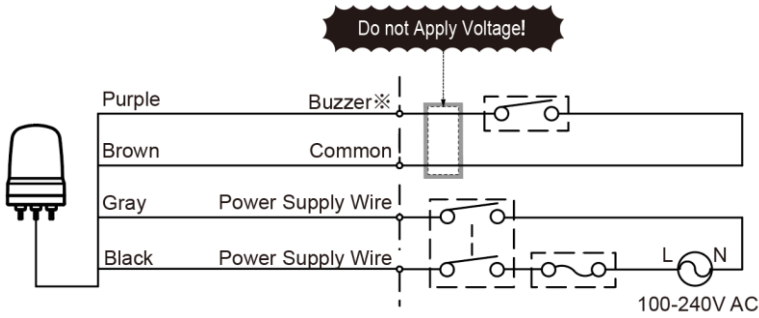 Do not Apply Voltage!
Purple Buzzer※
Brown Common
Gray Power Supply Wire
Black Power Supply Wire
L N
100-240V AC